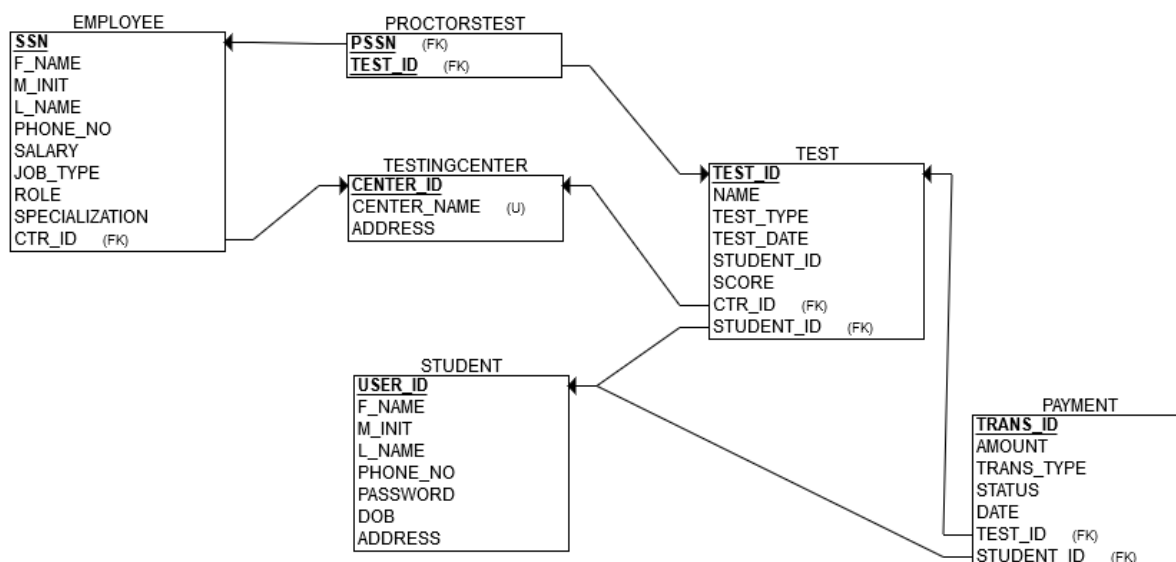 EMPLOYEE
SSN
F_NAME
M_INIT
L_NAME
PHONE_NO
SALARY
JOB_TYPE
ROLE
SPECIALIZATION
CTR_ID (FK)
PROCTORSTEST
PSSN (FK)
TEST_ID (FK)
TESTINGCENTER
CENTER_ID
CENTER_NAME (U)
ADDRESS
TEST
TEST_ID
NAME
TEST_TYPE
TEST_DATE
STUDENT_ID
SCORE
CTR_ID (FK)
STUDENT_ID (FK)
STUDENT
USER_ID
F_NAME
M_INIT
L_NAME
PHONE_NO
PASSWORD
DOB
ADDRESS
PAYMENT
TRANS_ID
AMOUNT
TRANS_TYPE
STATUS
DATE
TEST_ID (FK)
STUDENT_ID (FK)